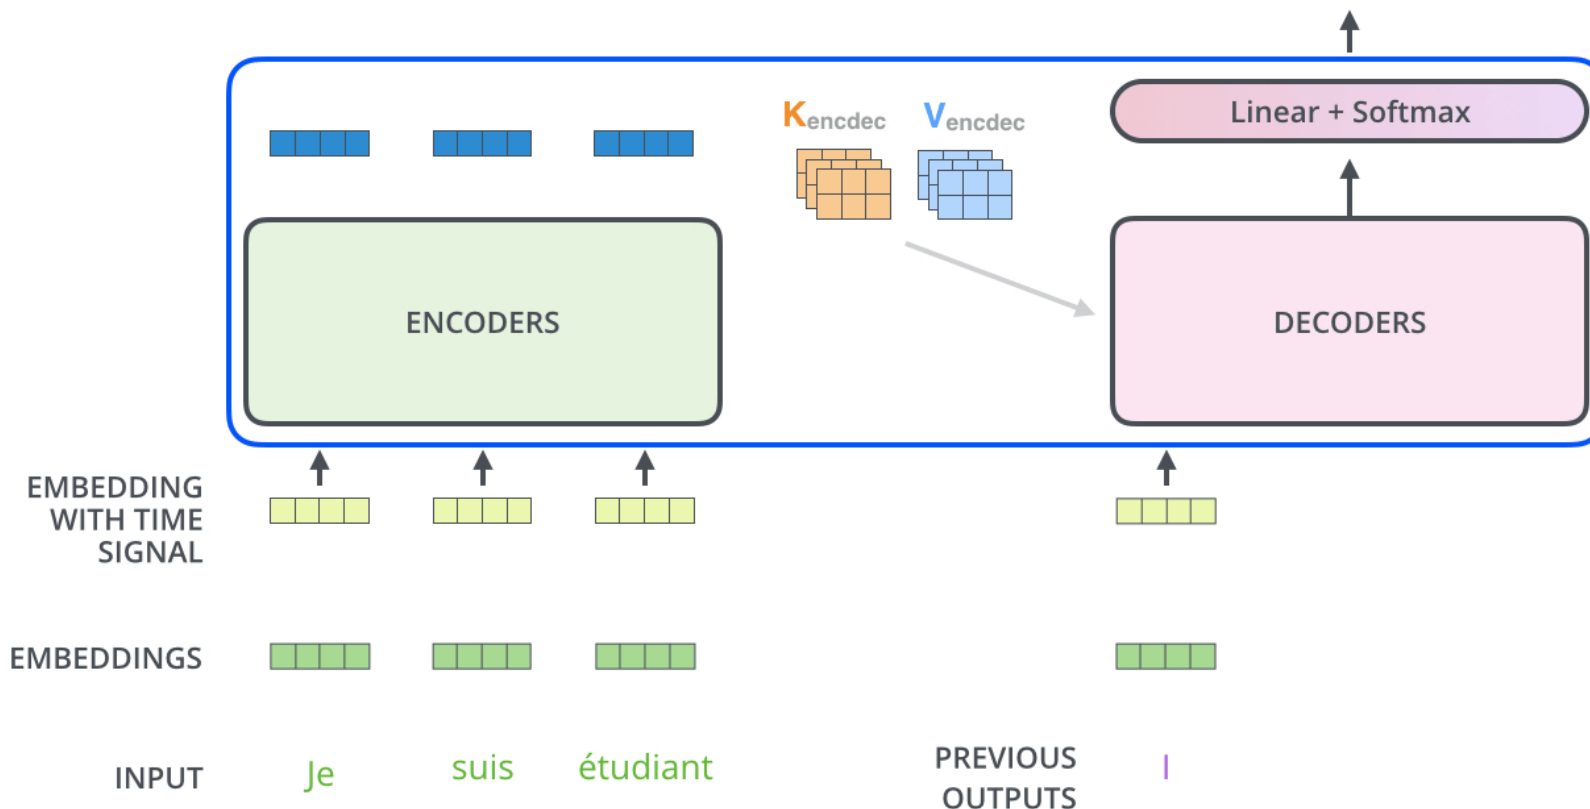 Kencdec
Vencdec
Linear + Softmax
ENCODERS
DECODERS
EMBEDDING
WITH TIME
SIGNAL
EMBEDDINGS
INPUT
Je
suis
étudiant
PREVIOUS
OUTPUTS
I